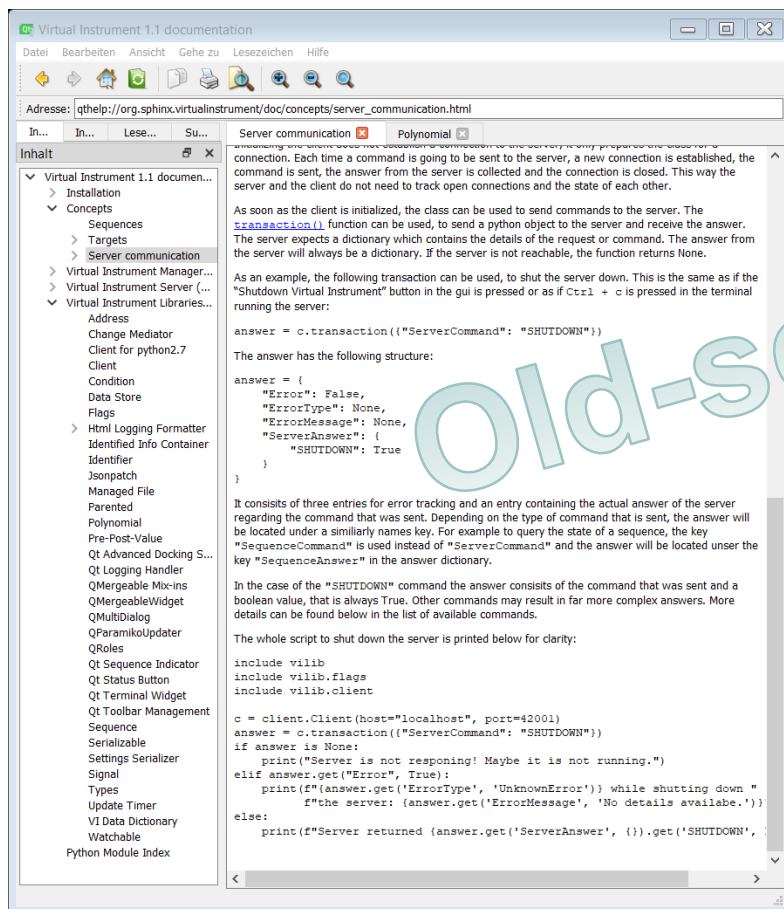 Virtual Instrument 1.1 documentation
Datei Bearbeiten Ansicht Gehe zu Lesezeichen Hilfe
Adresse: qthelp://org.sphinx.virtualinstrument/doc/concepts/server_communication.html
In... In... Lese... Su...
Server communication Polynomial
Inhalt
Virtual Instrument 1.1 documen...
Installation
Concepts
Sequences
Targets
Server communication
Virtual Instrument Manager...
Virtual Instrument Server (...
Virtual Instrument Libraries...
Address
Change Mediator
Client for python2.7
Client
Condition
Data Store
Flags
Html Logging Formatter
Identified Info Container
Identifier
Jsonpatch
Managed File
Parented
Polynomial
Pre-Post-Value
Qt Advanced Docking S...
Qt Logging Handler
QMergeable Mix-ins
QMergeableWidget
QMultiDialog
QParamikoUpdater
QRoles
Qt Sequence Indicator
Qt Status Button
Qt Terminal Widget
Qt Toolbar Management
Sequence
Serializable
Settings Serializer
Signal
Types
Update Timer
VI Data Dictionary
Watchable
Python Module Index
Initializing the client does not establish a connection to the server, it only prepares the class for a
connection. Each time a command is going to be sent to the server, a new connection is established, the
command is sent, the answer from the server is collected and the connection is closed. This way the
server and the client do not need to track open connections and the state of each other.
As soon as the client is initialized, the class can be used to send commands to the server. The
transaction() function can be used, to send a python object to the server and receive the answer.
The server expects a dictionary which contains the details of the request or command. The answer from
the server will always be a dictionary. If the server is not reachable, the function returns None.
As an example, the following transaction can be used, to shut the server down. This is the same as if the
"Shutdown Virtual Instrument" button in the gui is pressed or as if Ctrl + c is pressed in the terminal
running the server:
answer = c.transaction({"ServerCommand": "SHUTDOWN"})
The answer has the following structure:
answer = {
"Error": False,
"ErrorType": None,
"ErrorMessage": None,
"ServerAnswer": {
"SHUTDOWN": True
}
}
Old-s
It consisits of three entries for error tracking and an entry containing the actual answer of the server
regarding the command that was sent. Depending on the type of command that is sent, the answer will
be located under a similiarly names key. For example to query the state of a sequence, the key
"SequenceCommand" is used instead of "ServerCommand" and the answer will be located unser the
key "SequenceAnswer" in the answer dictionary.
In the case of the "SHUTDOWN" command the answer consisits of the command that was sent and a
boolean value, that is always True. Other commands may result in far more complex answers. More
details can be found below in the list of available commands.
The whole script to shut down the server is printed below for clarity:
include vilib
include vilib.flags
include vilib.client
c = client.Client(host="localhost", port=42001)
answer = c.transaction({"ServerCommand": "SHUTDOWN"})
if answer is None:
print("Server is not responing! Maybe it is not running.")
elif answer.get("Error", True):
print(f"{answer.get('ErrorType', 'UnknownError')} while shutting down "
f"the server: {answer.get('ErrorMessage', 'No details availabe.')}
else:
print(f"Server returned {answer.get('ServerAnswer', {}).get('SHUTDOWN',